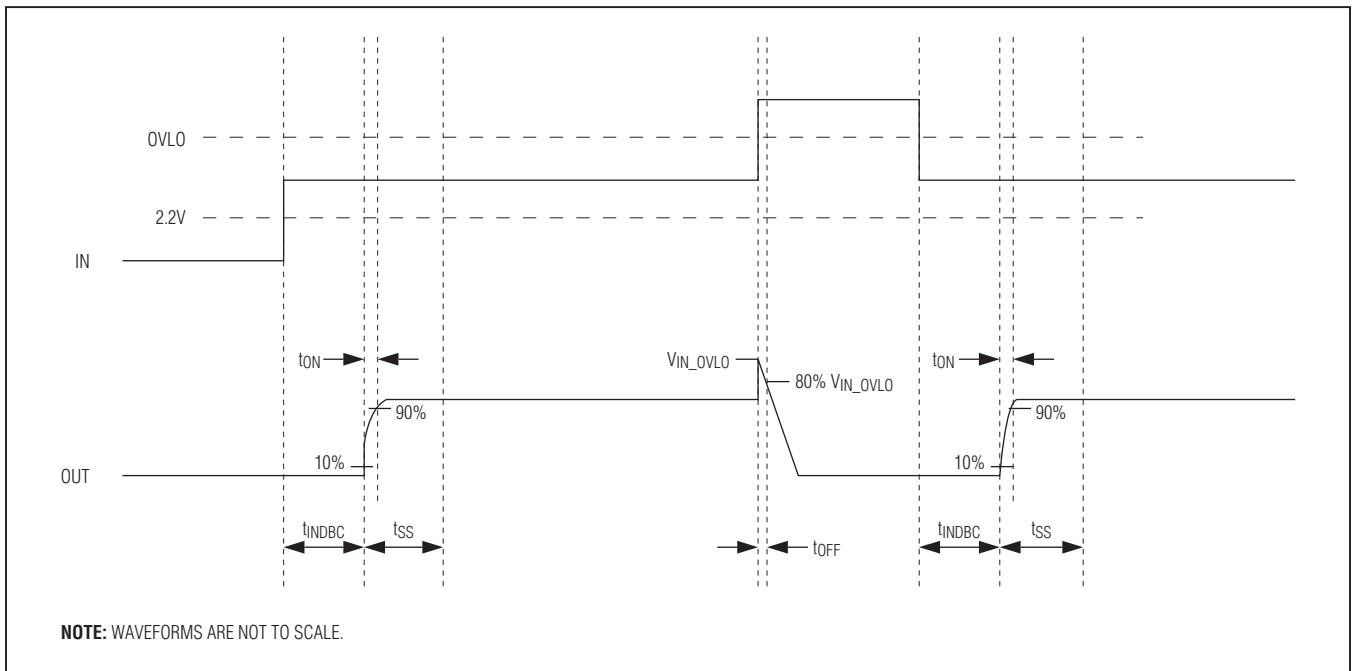 OVLO
2.2V
IN
tON
VIN_OVLO
80% VIN_OVLO
tON
90%
90%
10%
10%
OUT
tINDBC
tSS
tOFF
tINDBC
tSS
NOTE: WAVEFORMS ARE NOT TO SCALE.